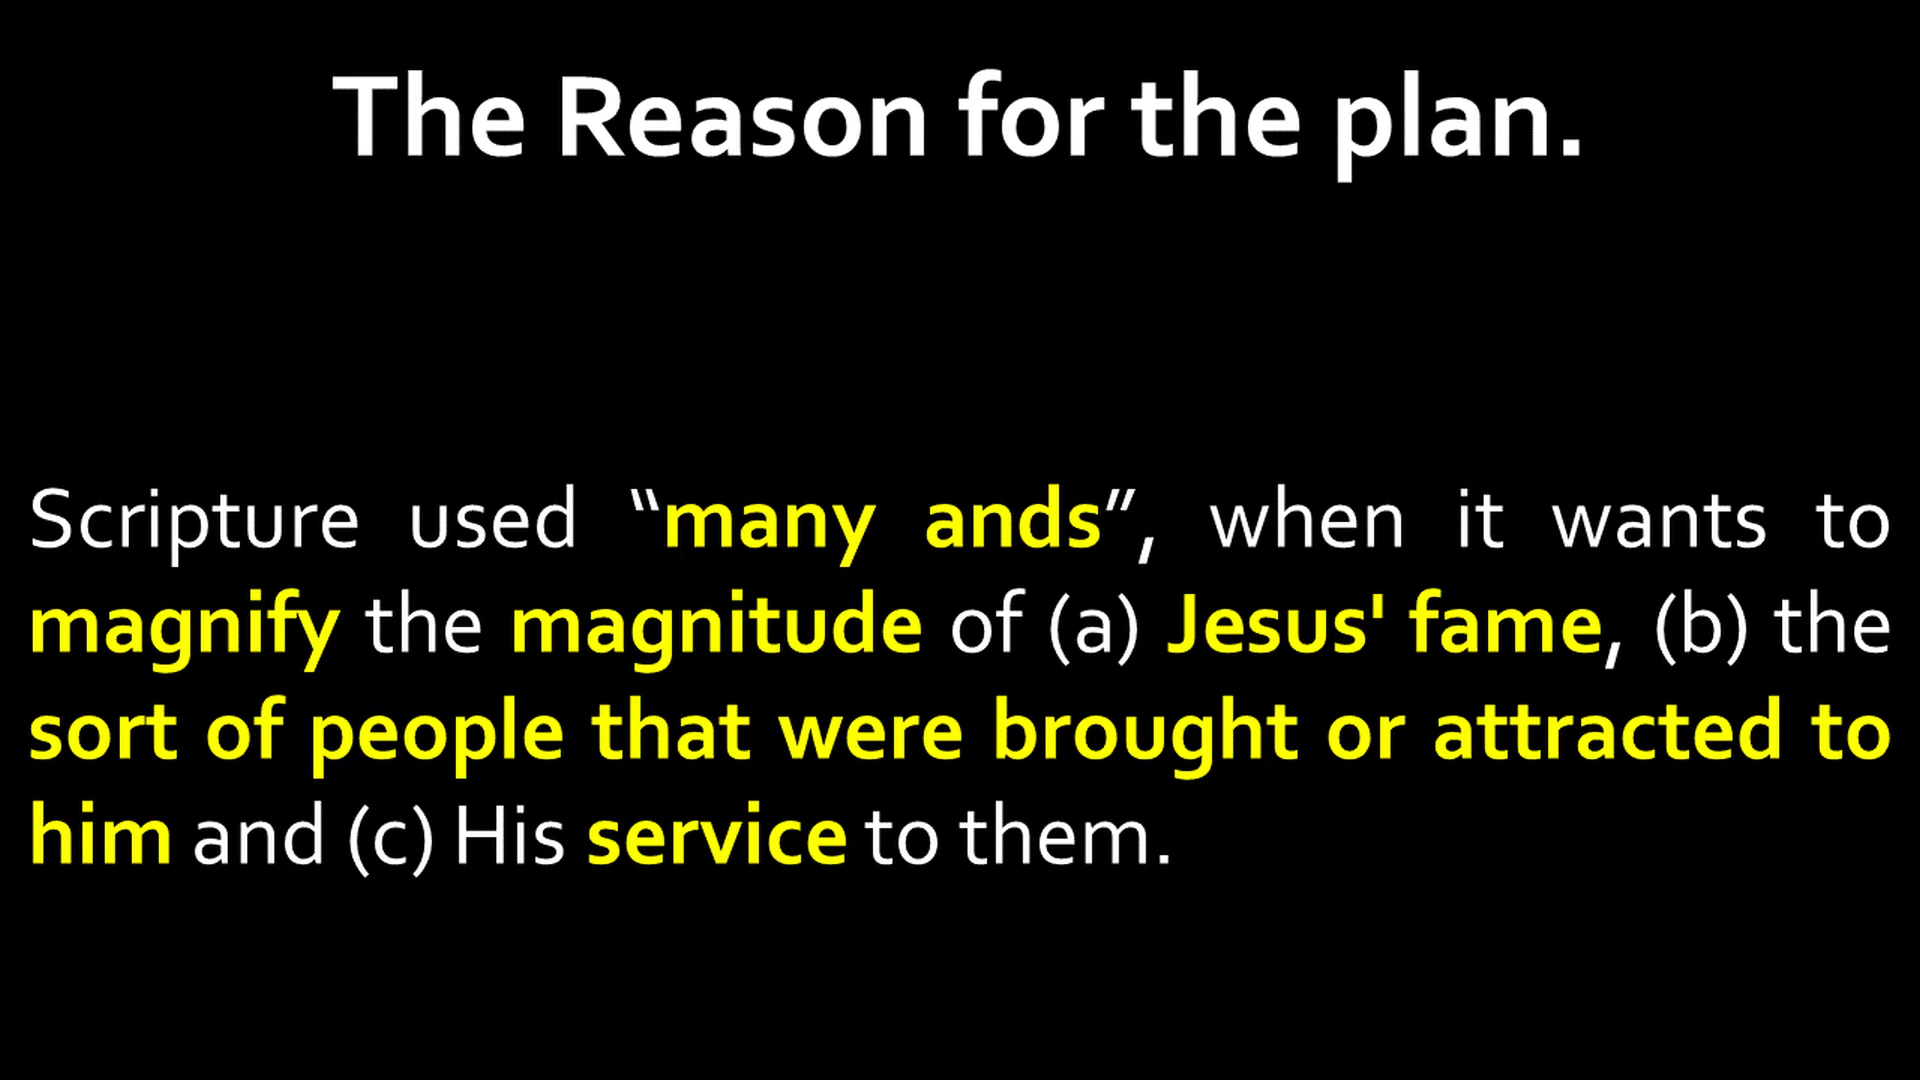 The Reason for the plan.
Scripture used “many ands”, when it wants to
magnify the magnitude of (a) Jesus' fame, (b) the
sort of people that were brought or attracted to
him and (c) His service to them.